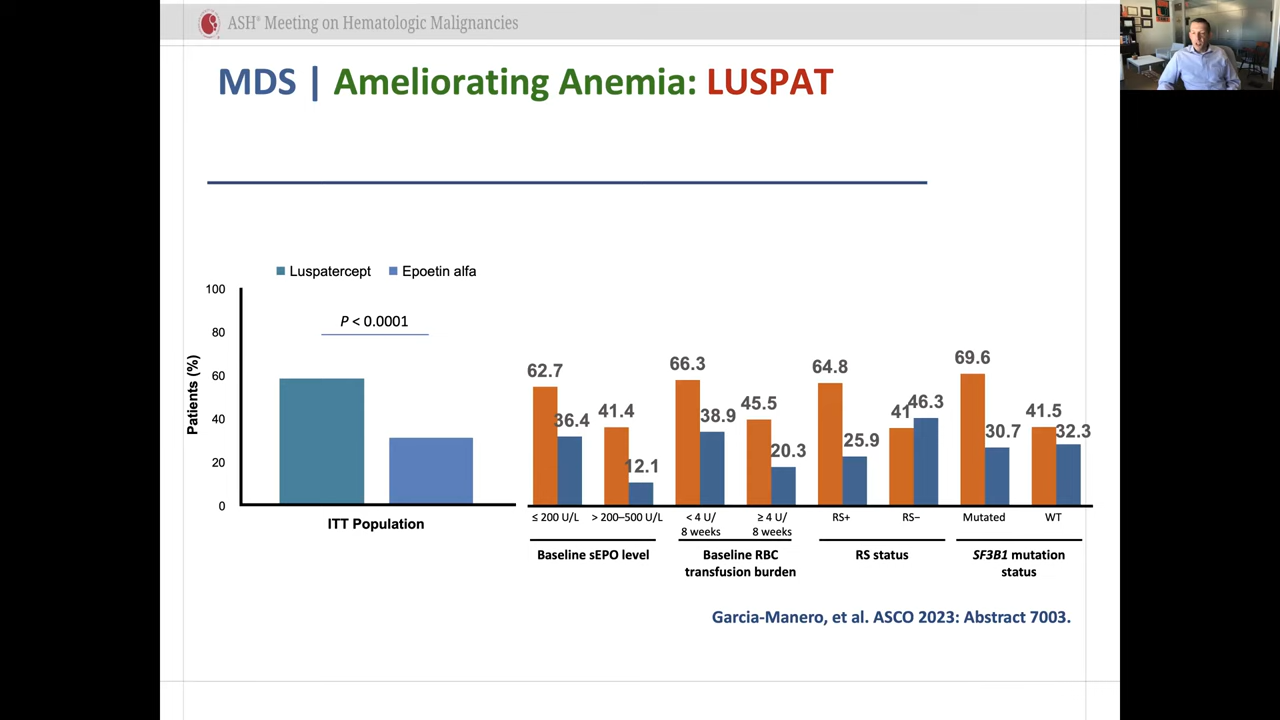 ASH® Meeting on Hematologic Malignancies
MDS | Ameliorating Anemia: LUSPAT
Luspatercept
Epoetin alfa
P < 0.0001
Patients (%)
100
80
60
40
20
0
ITT Population
62.7
36.4
41.4
12.1
66.3
38.9
45.5
20.3
64.8
25.9
41
46.3
69.6
30.7
41.5
32.3
≤ 200 U/L
> 200–500 U/L
< 4 U/
8 weeks
≥ 4 U/
8 weeks
RS+
RS–
Mutated
WT
Baseline sEPO level
Baseline RBC
transfusion burden
RS status
SF3B1 mutation
status
Garcia-Manero, et al. ASCO 2023: Abstract 7003.